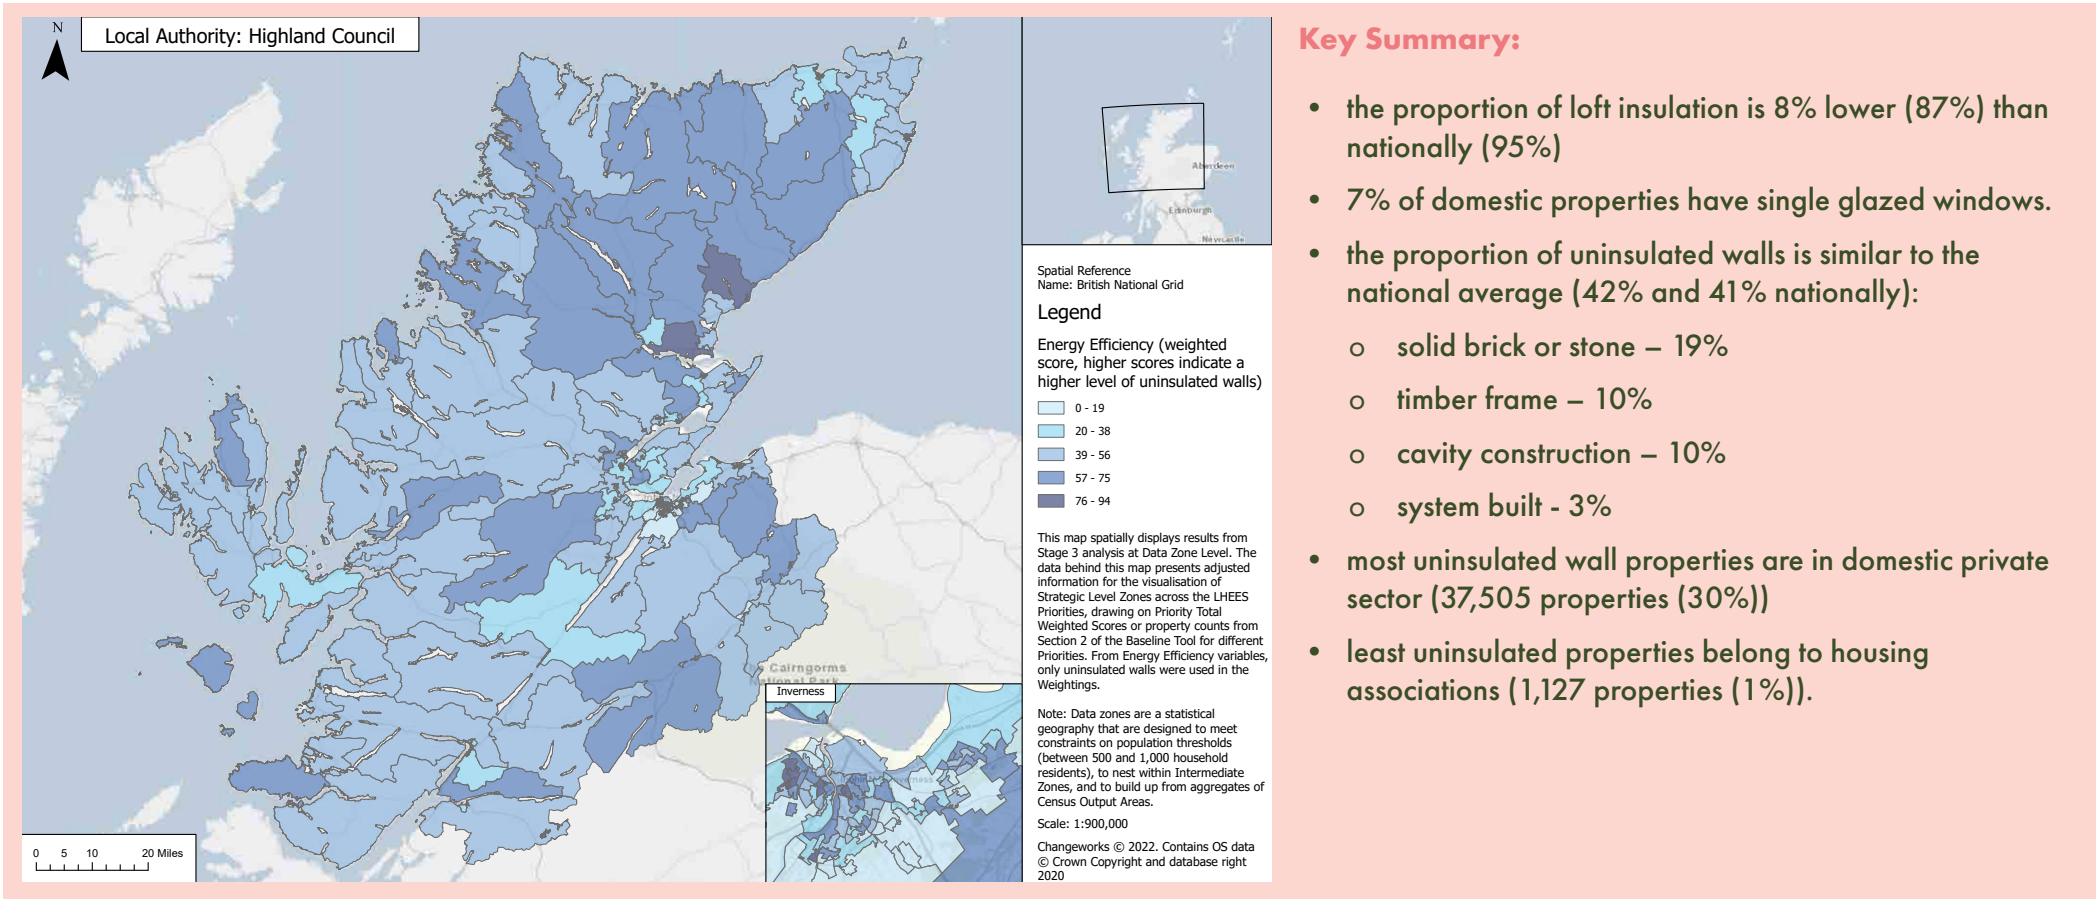 N
Local Authority: Highland Council
Aberdeen
Edinburgh
Newcastle
Spatial Reference
Name: British National Grid
Legend
Energy Efficiency (weighted
score, higher scores indicate a
higher level of uninsulated walls)
0 - 19
20 - 38
39 - 56
57 - 75
76 - 94
This map spatially displays results from
Stage 3 analysis at Data Zone Level. The
data behind this map presents adjusted
information for the visualisation of
Strategic Level Zones across the LHEES
Priorities, drawing on Priority Total
Weighted Scores or property counts from
Section 2 of the Baseline Tool for different
Priorities. From Energy Efficiency variables,
only uninsulated walls were used in the
Weightings.
Note: Data zones are a statistical
geography that are designed to meet
constraints on population thresholds
(between 500 and 1,000 household
residents), to nest within Intermediate
Zones, and to build up from aggregates of
Census Output Areas.
Scale: 1:900,000
Changeworks © 2022. Contains OS data
© Crown Copyright and database right
2020
Cairngorms
National Park
Inverness
Inverness
0 5 10 20 Miles
Key Summary:
• the proportion of loft insulation is 8% lower (87%) than
nationally (95%)
• 7% of domestic properties have single glazed windows.
• the proportion of uninsulated walls is similar to the
national average (42% and 41% nationally):
o solid brick or stone – 19%
o timber frame – 10%
o cavity construction – 10%
o system built - 3%
• most uninsulated wall properties are in domestic private
sector (37,505 properties (30%))
• least uninsulated properties belong to housing
associations (1,127 properties (1%)).